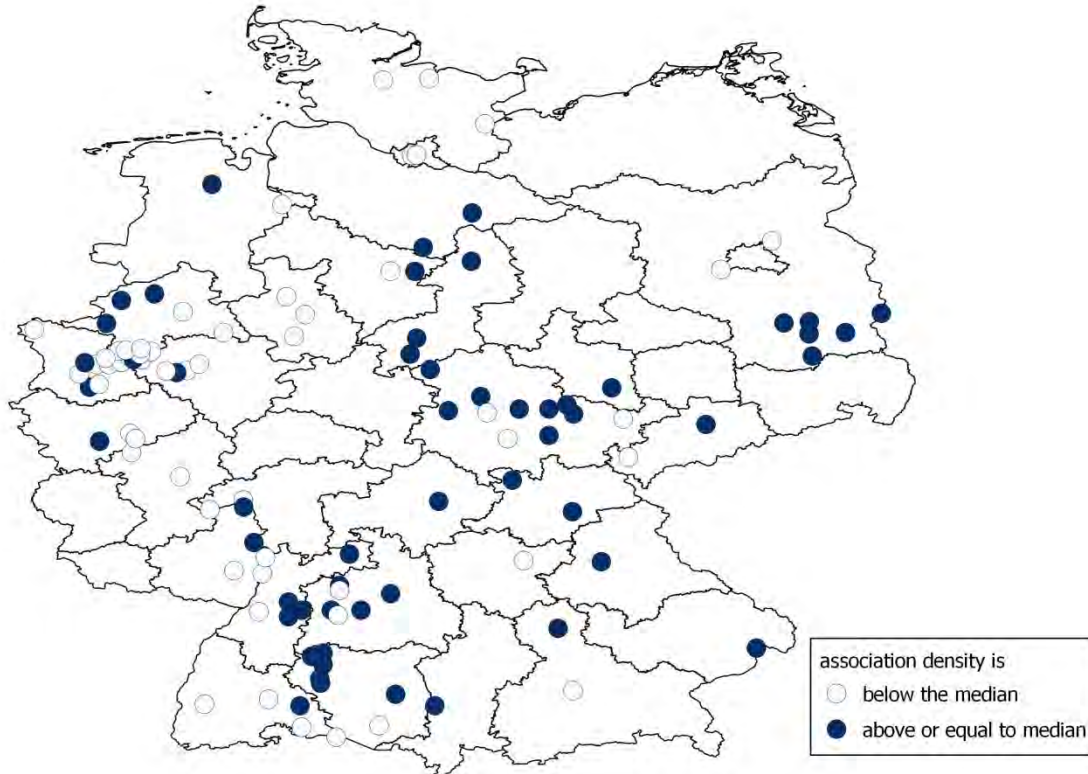 association density is
below the median
above or equal to median